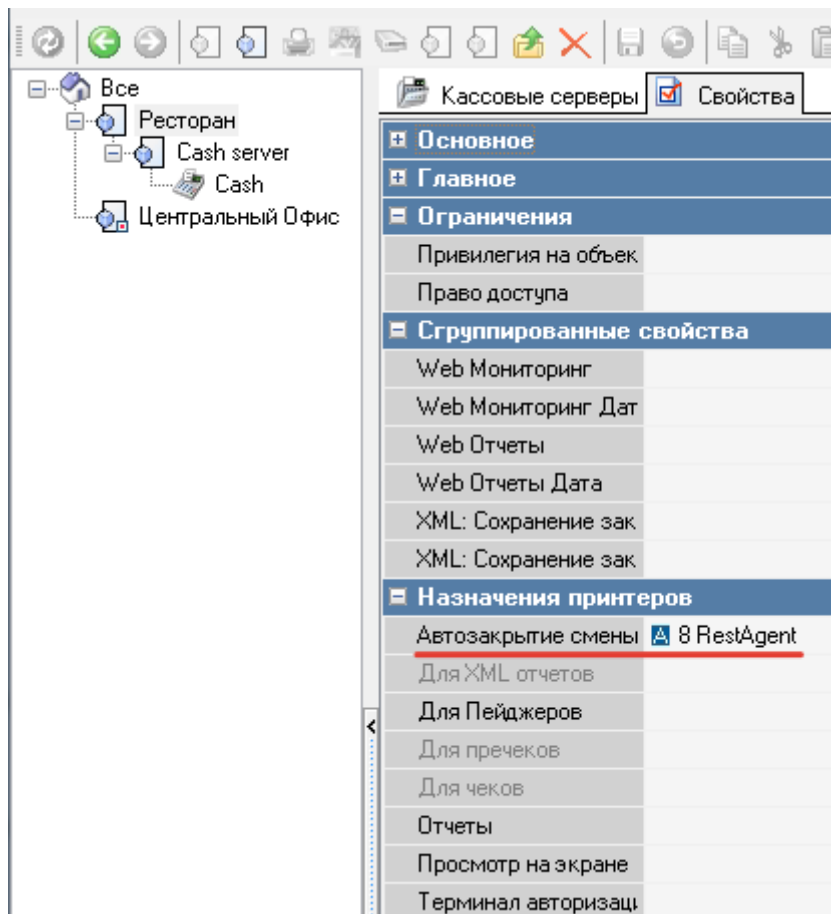 Все
Ресторан
Cash server
Cash
Центральный Офис
Кассовые серверы Свойства
Основное
Главное
Ограничения
Привилегия на объек
Право доступа
Сгруппированные свойства
Web Мониторинг
Web Мониторинг Дат
Web Отчеты
Web Отчеты Дата
XML: Сохранение зак
XML: Сохранение зак
Назначения принтеров
Автозакрытие смены A 8 RestAgent
Для XML отчетов
Для Пейджеров
Для пречеков
Для чеков
Отчеты
Просмотр на экране
Терминал авторизаци